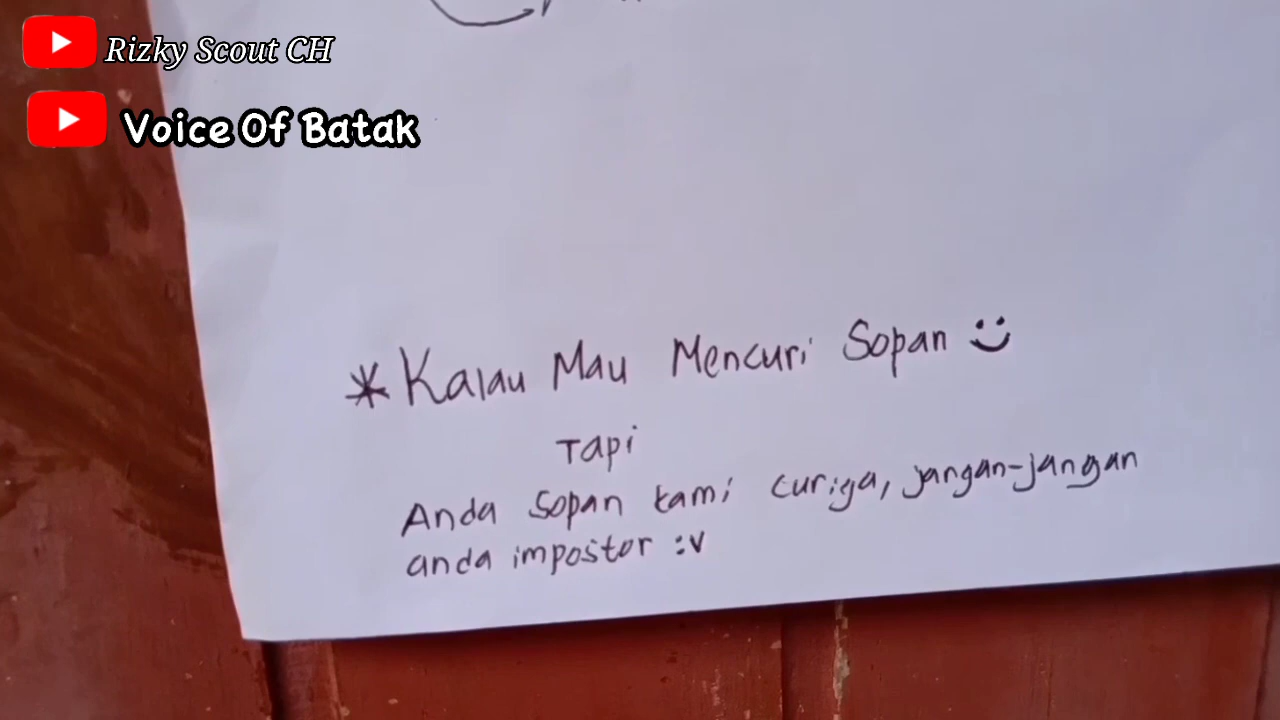 Rizky Scout CH
Voice Of Batak
*Kalau Mau Mencuri Sopan :)
Tapi
Anda Sopan kami curiga, jangan-jangan
anda impostor :v